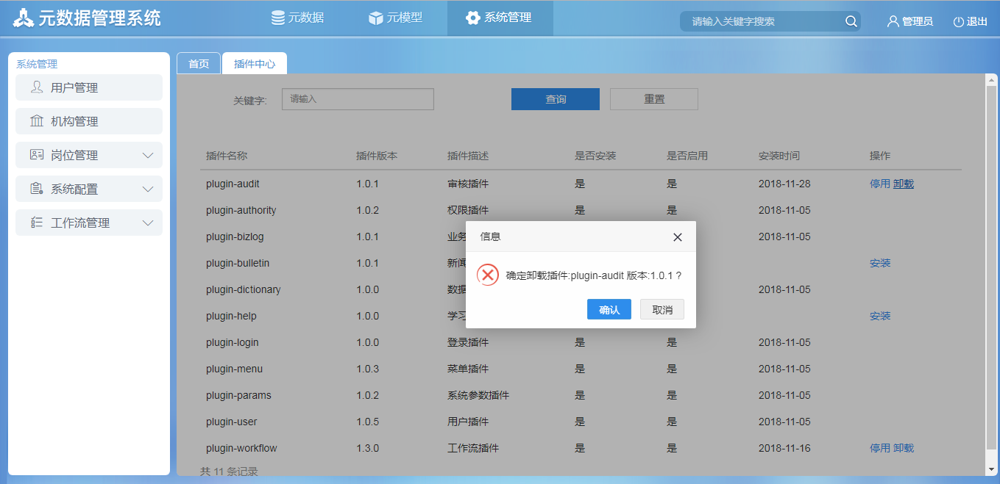 元数据管理系统 元数据 元模型 系统管理 请输入关键字搜索 管理员 退出
系统管理
用户管理
机构管理
岗位管理
系统配置
工作流管理
首页 插件中心
关键字: 请输入 查询 重置
插件名称 插件版本 插件描述 是否安装 是否启用 安装时间 操作
plugin-audit 1.0.1 审核插件 是 是 2018-11-28 停用 卸载
plugin-authority 1.0.2 权限插件 是 是 2018-11-05
plugin-bizlog 1.0.1 业务 2018-11-05
plugin-bulletin 1.0.1 新闻 安装
plugin-dictionary 1.0.0 数据 2018-11-05
plugin-help 1.0.0 学习 安装
plugin-login 1.0.0 登录插件 是 是 2018-11-05
plugin-menu 1.0.3 菜单插件 是 是 2018-11-05
plugin-params 1.0.2 系统参数插件 是 是 2018-11-05
plugin-user 1.0.5 用户插件 是 是 2018-11-05
plugin-workflow 1.3.0 工作流插件 是 是 2018-11-16 停用 卸载
共 11 条记录
信息
确定卸载插件:plugin-audit 版本:1.0.1 ?
确认 取消